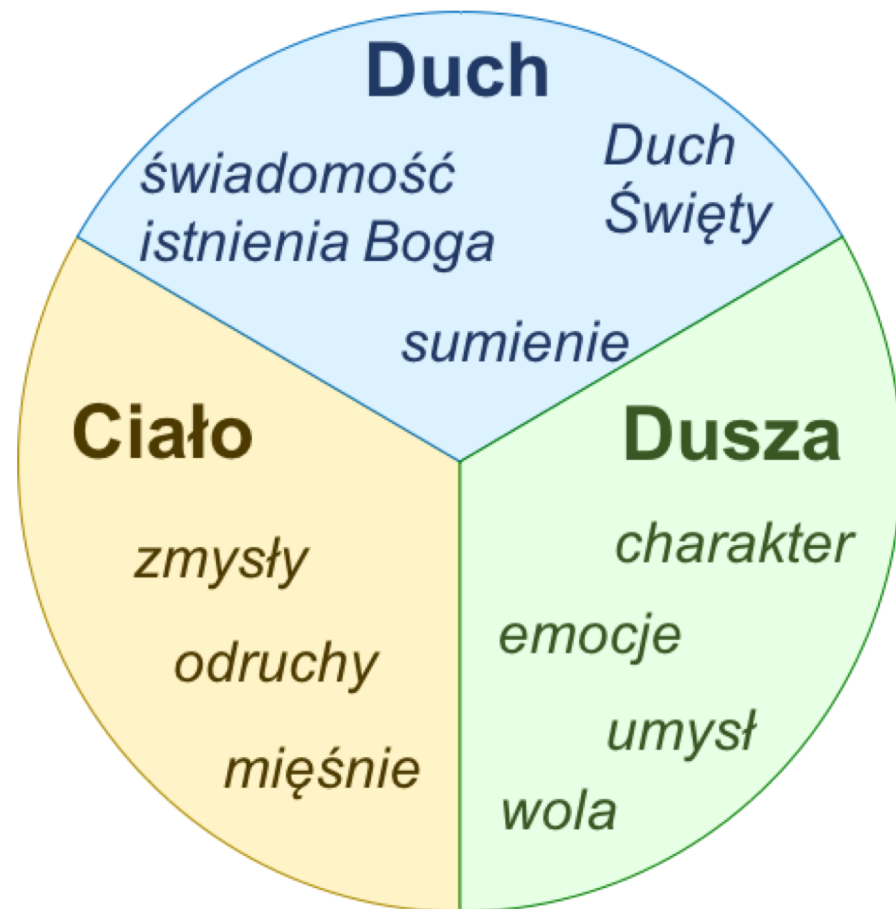 Duch
świadomość
istnienia Boga
Duch
Święty
sumienie
Ciało
zmysły
odruchy
mięśnie
Dusza
charakter
emocje
umysł
wola